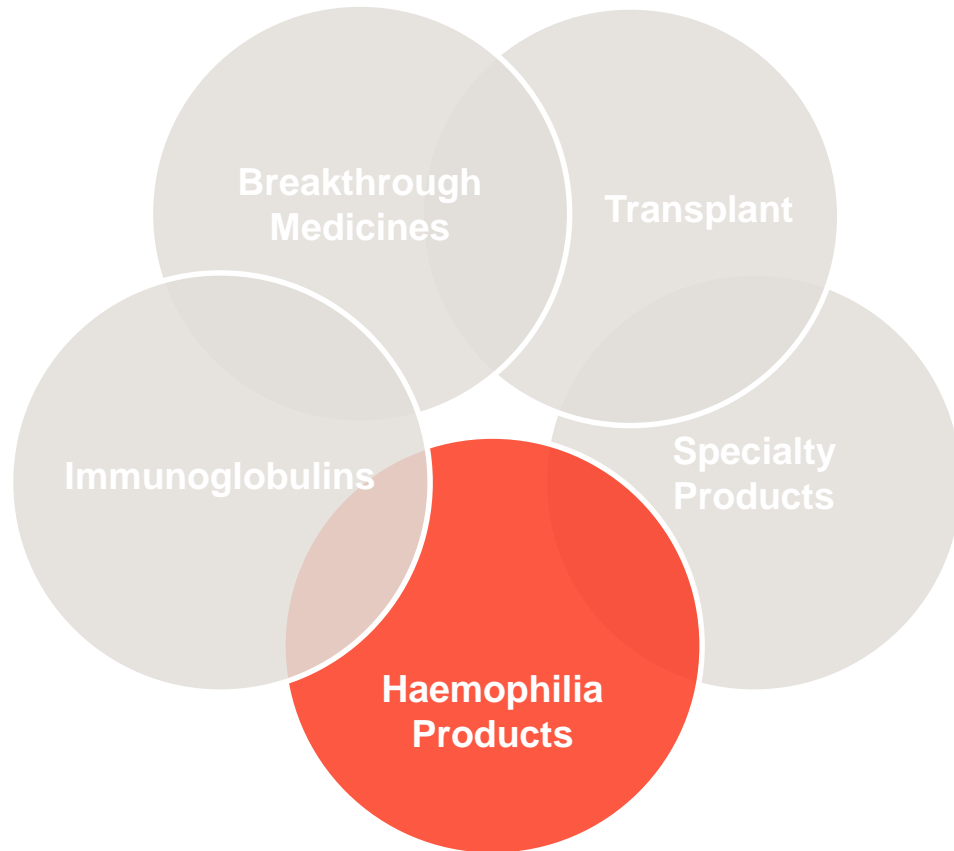 Breakthrough
Medicines
Transplant
Immunoglobulins
Specialty
Products
Haemophilia
Products